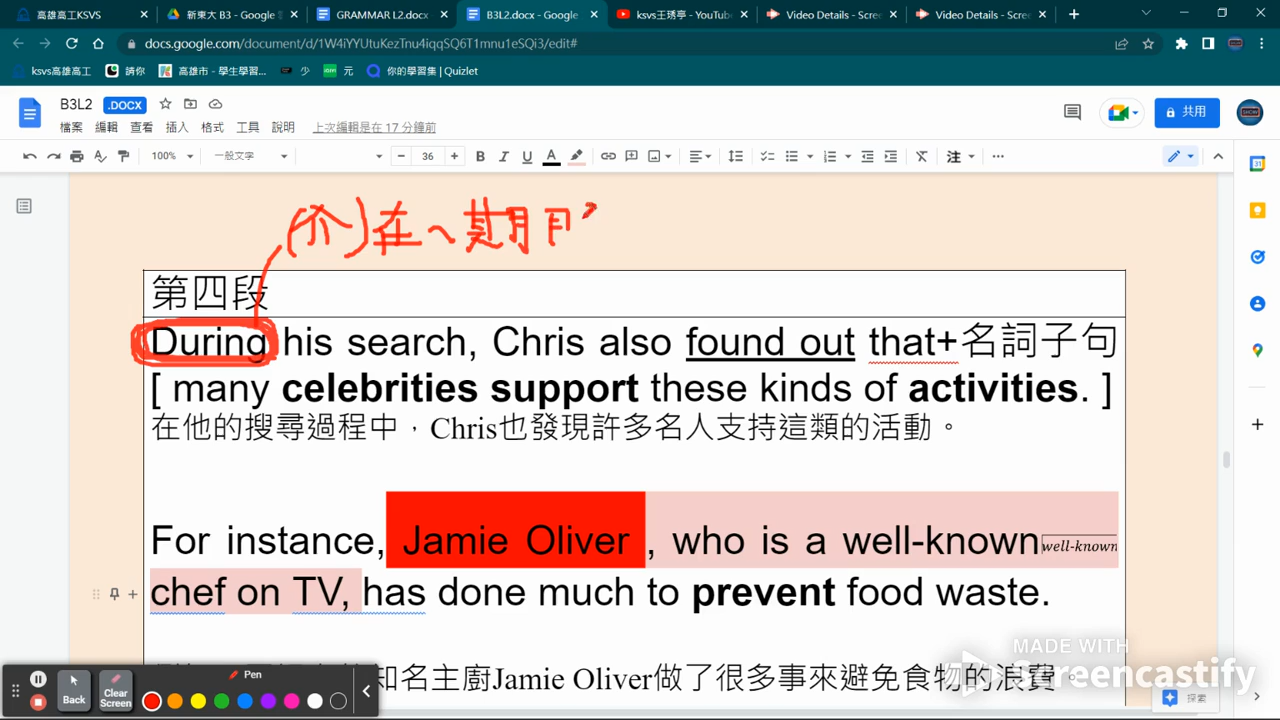 ksvs高雄高工
新東大 B3 - Google
GRAMMAR L2.docx
B3L2.docx - Google
ksvs王琇亭 - YouTube
Video Details - Scree
Video Details - Scree
docs.google.com/document/d/1W4iYYUtuKezTnu4iqqSQ6T1mnu1eSQi3/edit#
ksvs高雄高工
請你
高雄市 - 學生學習...
少
元
你的學習集 | Quizlet
B3L2
.DOCX
檔案 編輯 查看 插入 格式 工具 說明 上次編輯是在 17 分鐘前
共用
100% 一般文字 36 B I U A 注
(介)在~期
第四段
During his search, Chris also found out that+名詞子句
[ many celebrities support these kinds of activities. ]
在他的搜尋過程中，Chris也發現許多名人支持這類的活動。
For instance, Jamie Oliver , who is a well-known well-known
chef on TV, has done much to prevent food waste.
知名主廚Jamie Oliver做了很多事來避免食物的浪費。
MADE WITH
Screencastify
Pen
Back
Clear Screen
探索